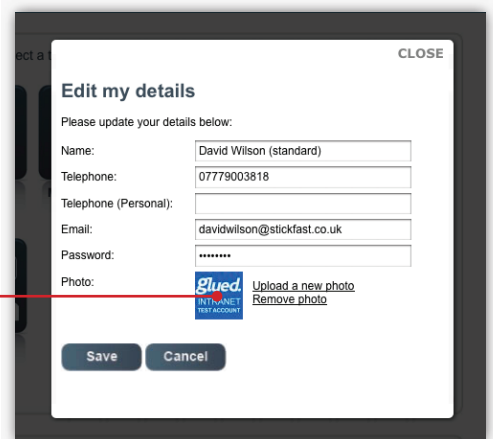 ect a t
CLOSE
Edit my details
Please update your details below:
Name: David Wilson (standard)
Telephone: 07779003818
Telephone (Personal):
Email: davidwilson@stickfast.co.uk
Password: ••••••••
Photo:
glued.
INTRANET
TEST ACCOUNT
Upload a new photo
Remove photo
Save Cancel